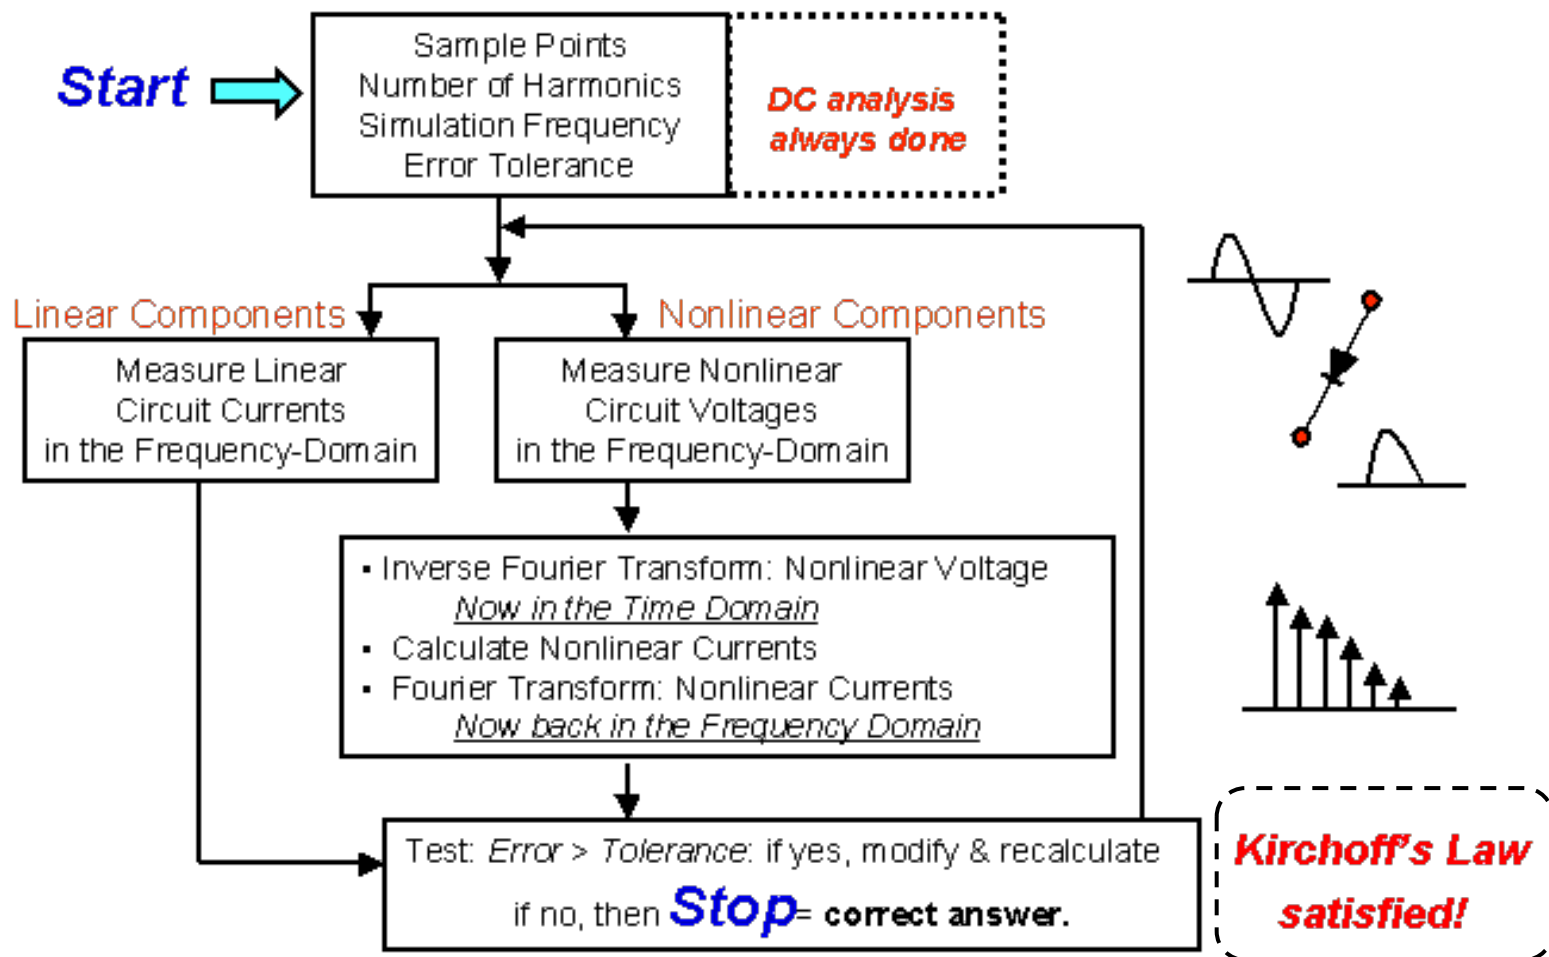 Start
Sample Points
Number of Harmonics
Simulation Frequency
Error Tolerance
DC analysis
always done
Linear Components
Nonlinear Components
Measure Linear
Circuit Currents
in the Frequency-Domain
Measure Nonlinear
Circuit Voltages
in the Frequency-Domain
▪ Inverse Fourier Transform: Nonlinear Voltage
Now in the Time Domain
▪ Calculate Nonlinear Currents
▪ Fourier Transform: Nonlinear Currents
Now back in the Frequency Domain
Test: Error > Tolerance: if yes, modify & recalculate
if no, then Stop= correct answer.
Kirchoff's Law
satisfied!